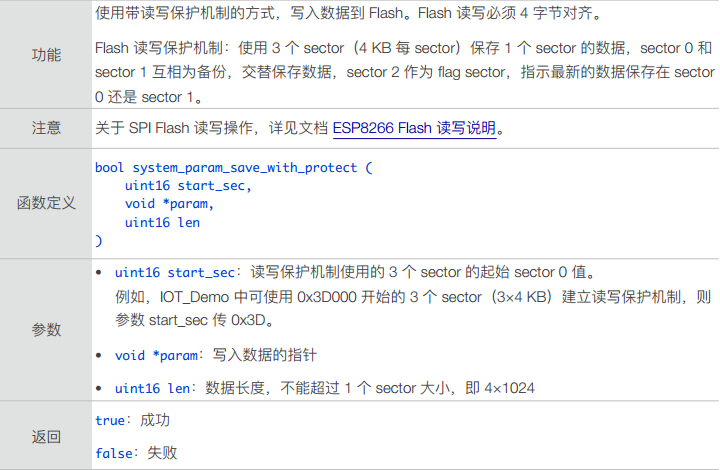 功能
使用带读写保护机制的方式，写入数据到 Flash。Flash 读写必须 4 字节对齐。
Flash 读写保护机制：使用 3 个 sector（4 KB 每 sector）保存 1 个 sector 的数据，sector 0 和
sector 1 互相为备份，交替保存数据，sector 2 作为 flag sector，指示最新的数据保存在 sector
0 还是 sector 1。
注意
关于 SPI Flash 读写操作，详见文档 ESP8266 Flash 读写说明。
函数定义
bool system_param_save_with_protect (
    uint16 start_sec,
    void *param,
    uint16 len
)
参数
• uint16 start_sec：读写保护机制使用的 3 个 sector 的起始 sector 0 值。
例如，IOT_Demo 中可使用 0x3D000 开始的 3 个 sector（3×4 KB）建立读写保护机制，则
参数 start_sec 传 0x3D。
• void *param：写入数据的指针
• uint16 len：数据长度，不能超过 1 个 sector 大小，即 4×1024
返回
true：成功
false：失败